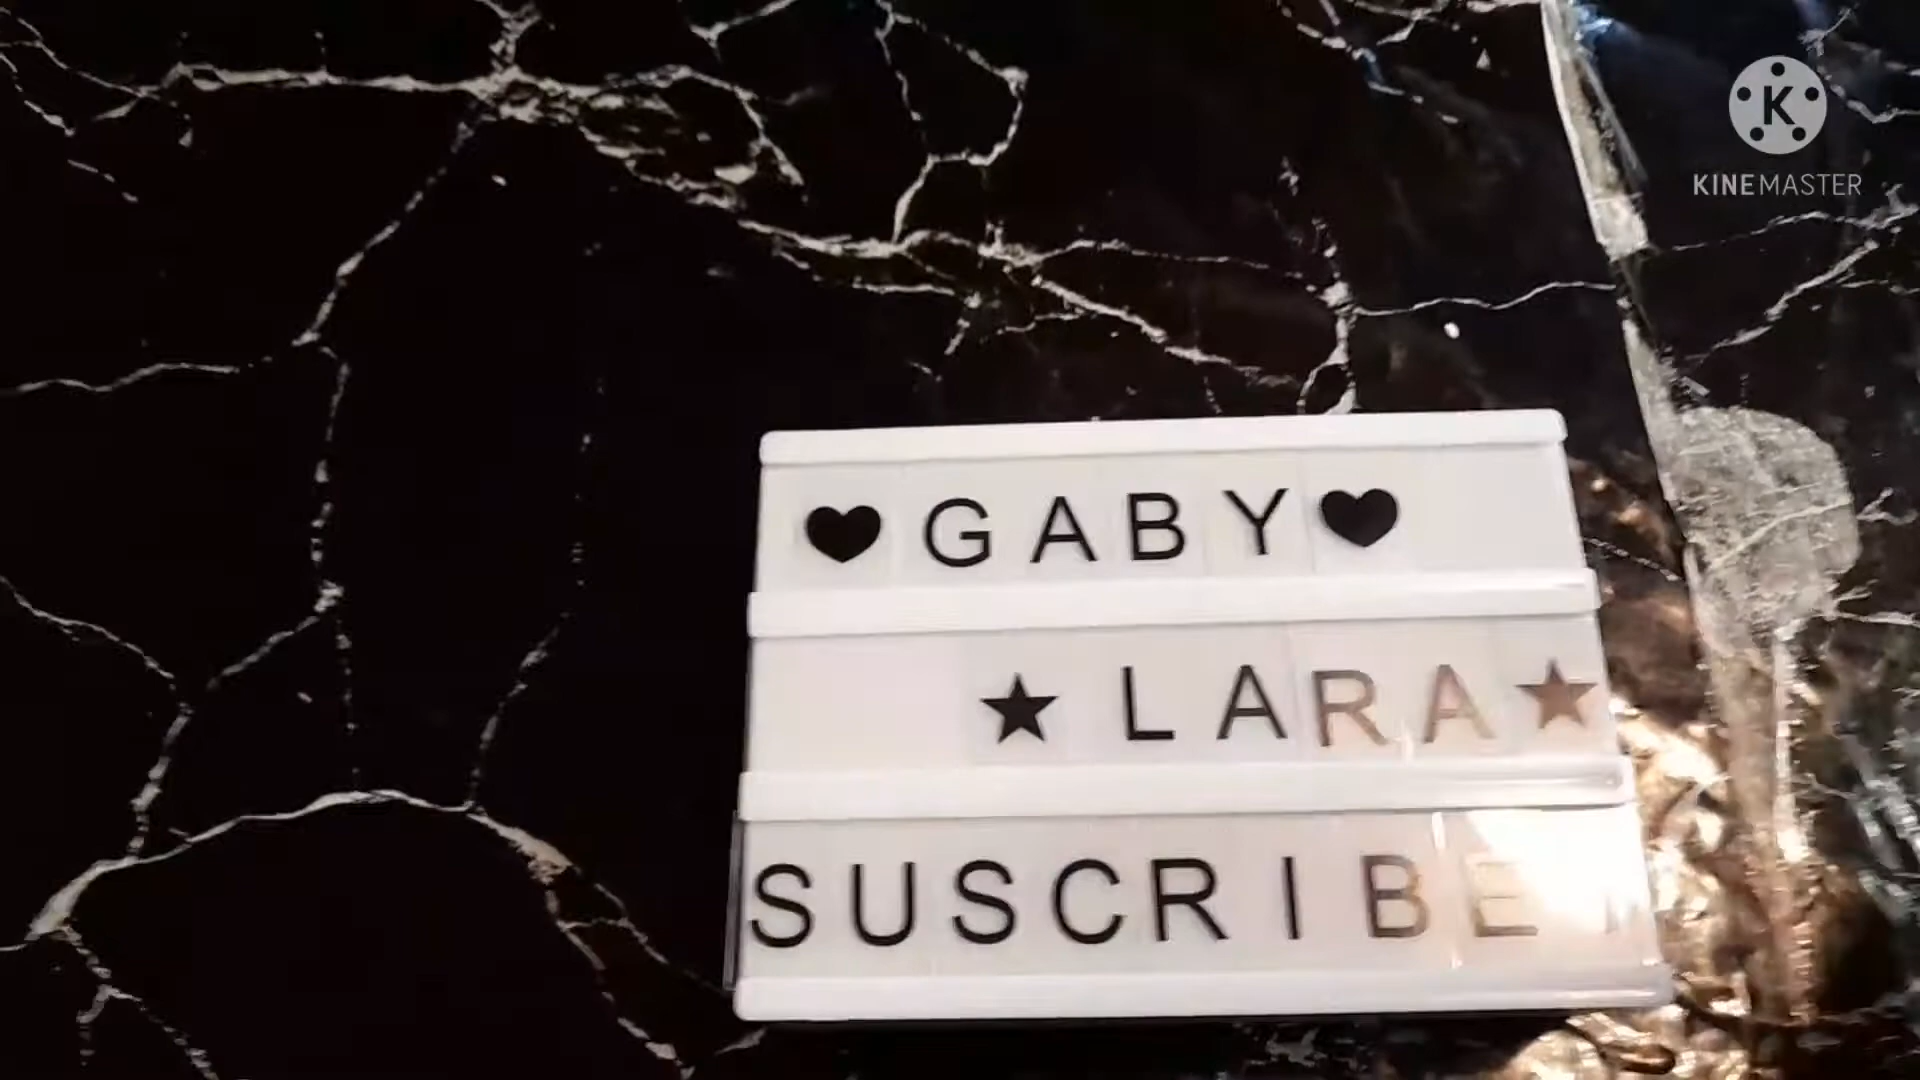 K
KINEMASTER
♥GABY♥
★ LARA★
SUSCRIBE